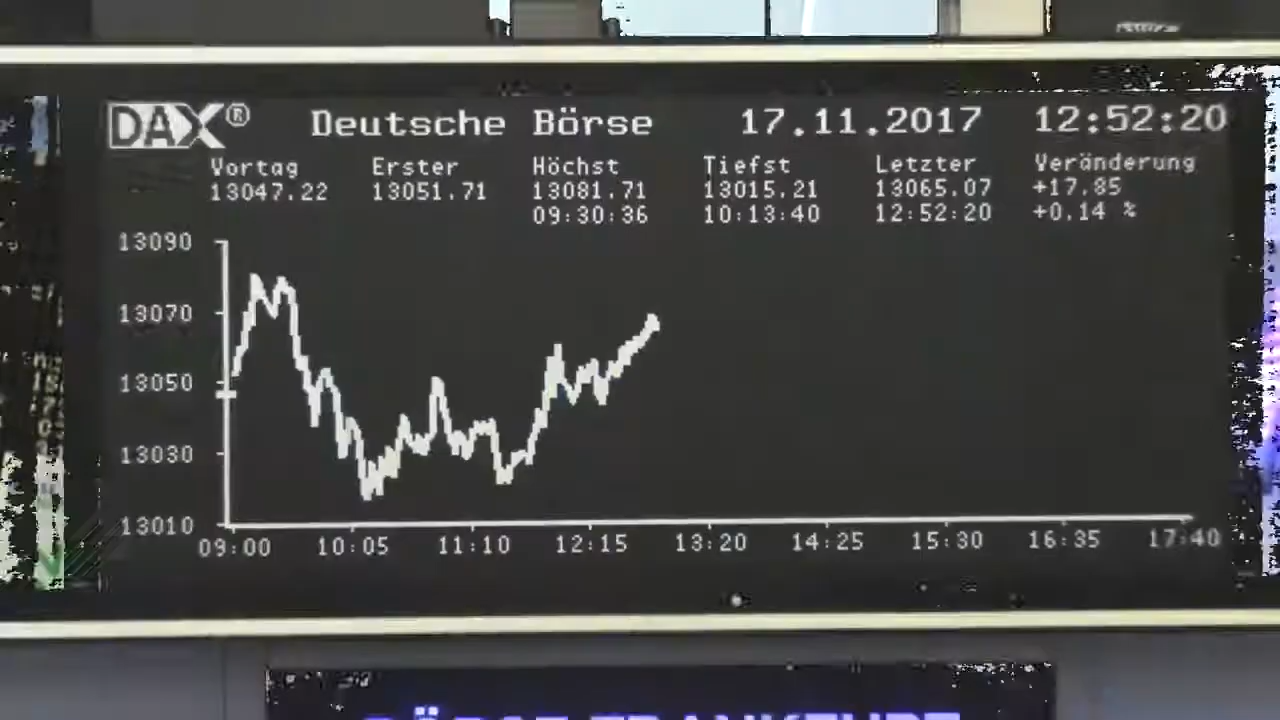 DAX® Deutsche Börse 17.11.2017 12:52:20
Vortag Erster Höchst Tiefst Letzter Veränderung
13047.22 13051.71 13081.71 13015.21 13065.07 +17.85
09:30:36 10:13:40 12:52:20 +0.14 %
13090
13070
13050
13030
13010
09:00 10:05 11:10 12:15 13:20 14:25 15:30 16:35 17:40
BÖRSE FRANKFURT